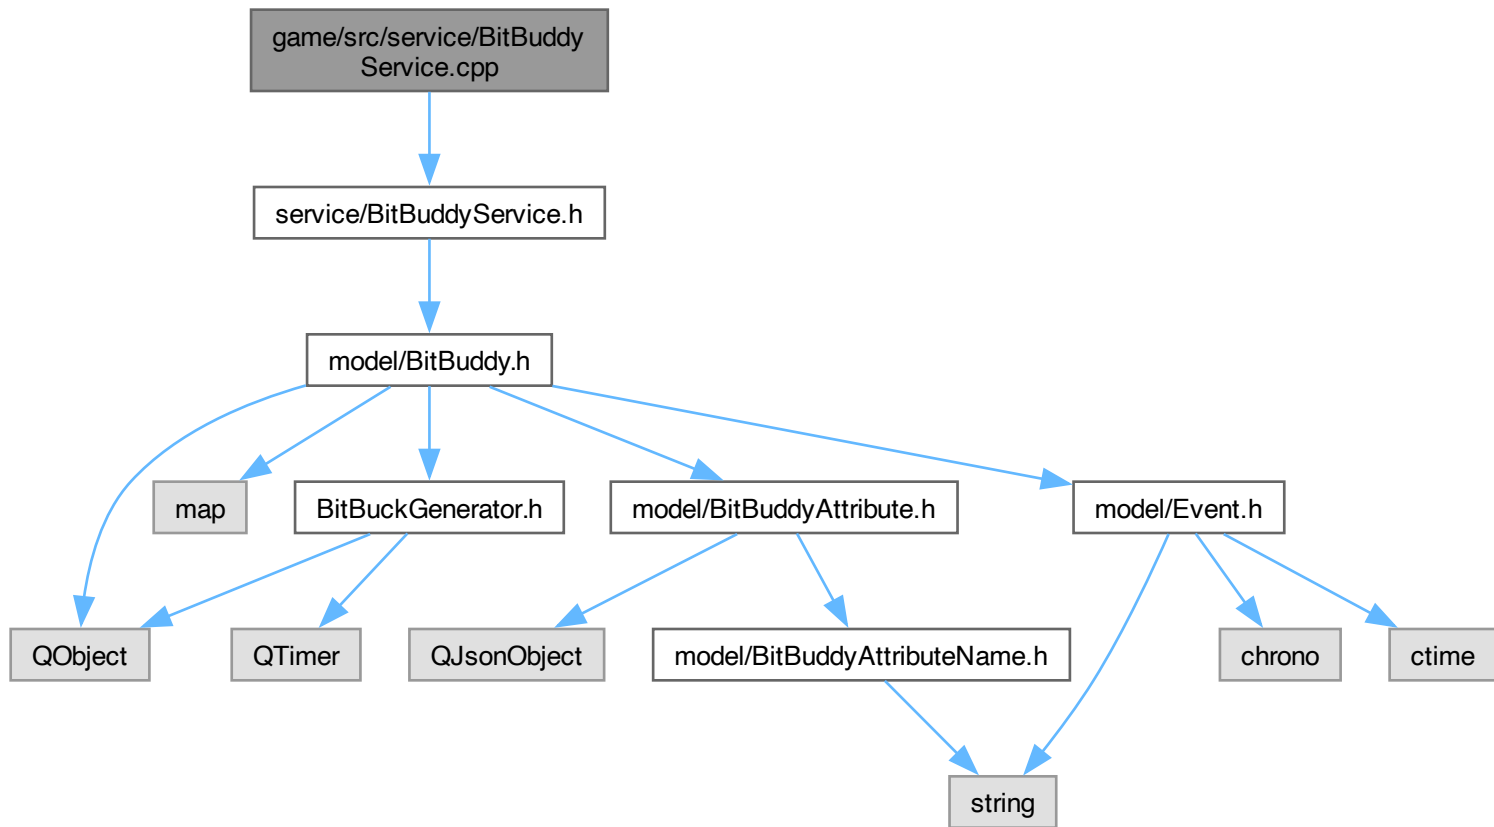 game/src/service/BitBuddy
Service.cpp
service/BitBuddyService.h
model/BitBuddy.h
map
BitBuckGenerator.h
model/BitBuddyAttribute.h
model/Event.h
QObject
QTimer
QJsonObject
model/BitBuddyAttributeName.h
chrono
ctime
string